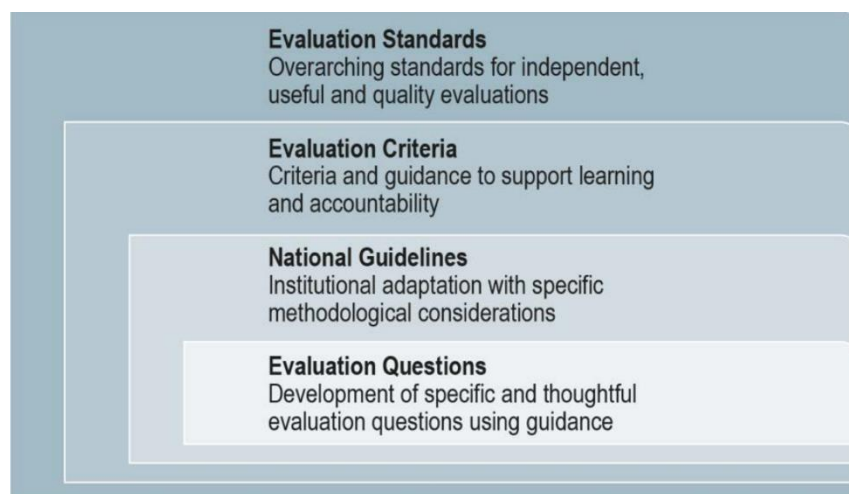 Evaluation Standards
Overarching standards for independent,
useful and quality evaluations
Evaluation Criteria
Criteria and guidance to support learning
and accountability
National Guidelines
Institutional adaptation with specific
methodological considerations
Evaluation Questions
Development of specific and thoughtful
evaluation questions using guidance